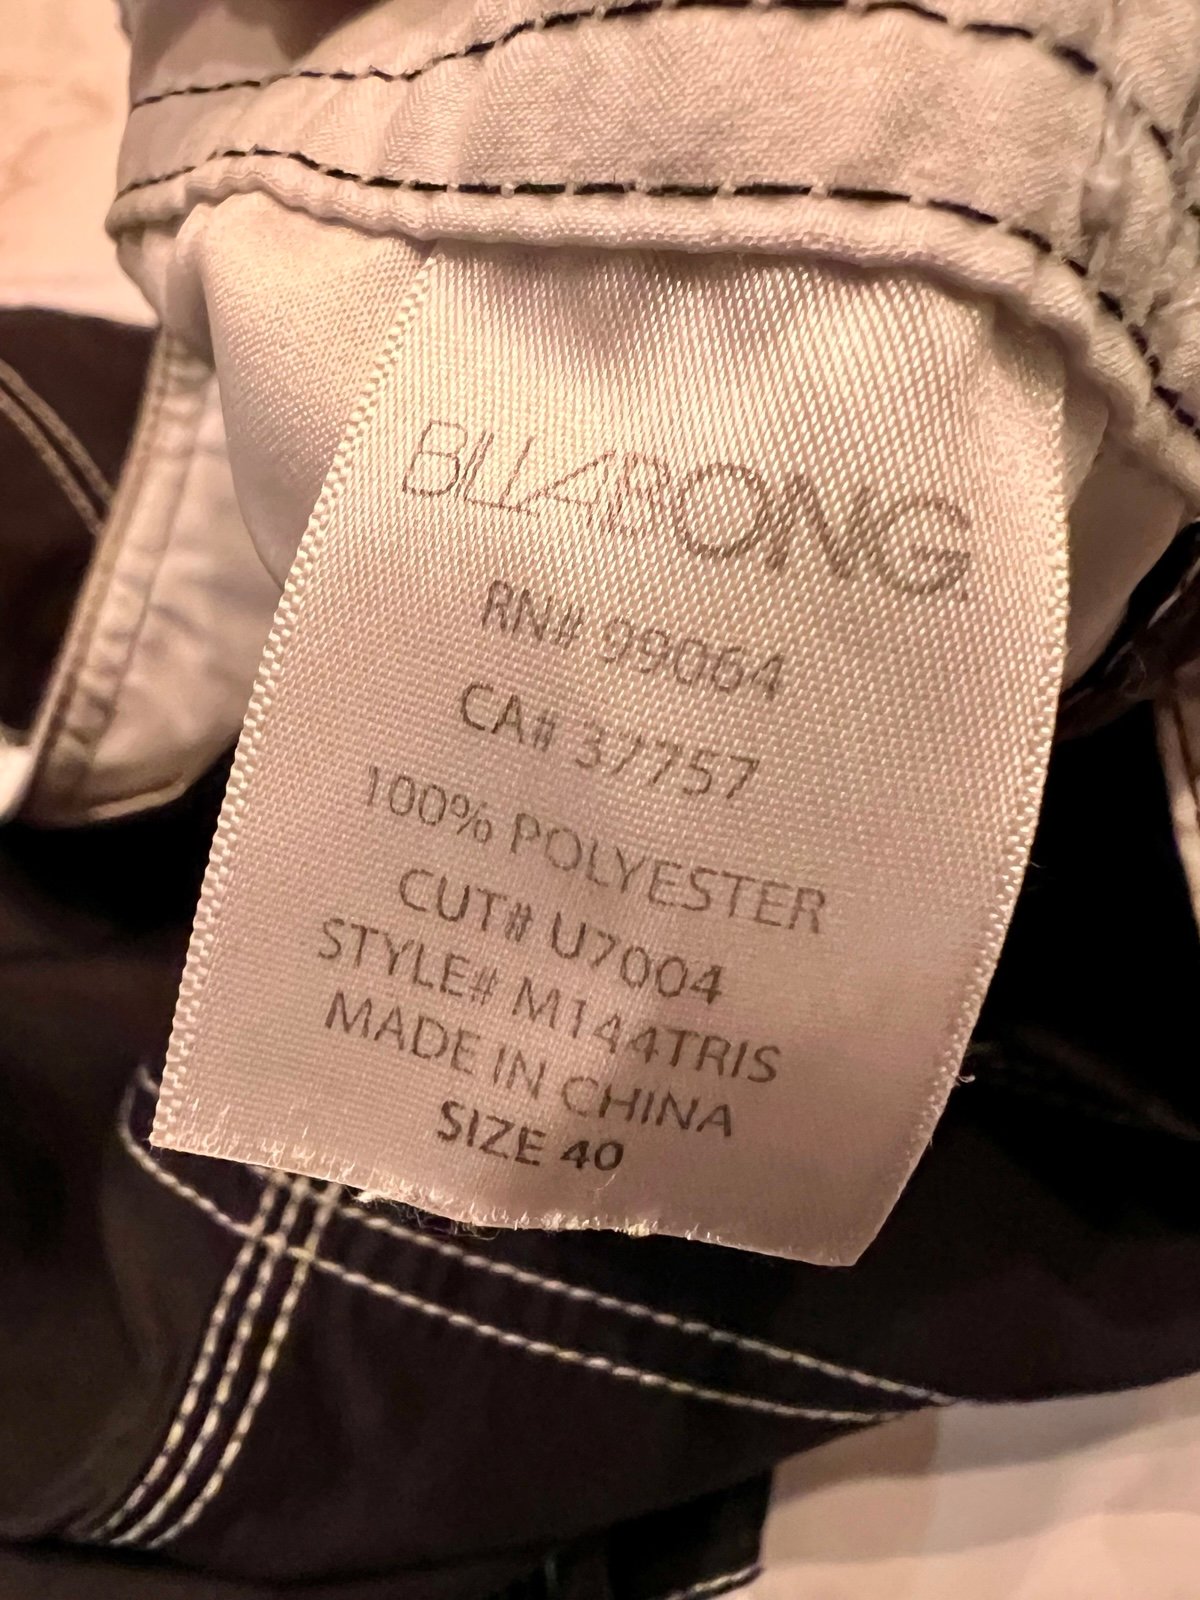 BILLABONG
RN# 99064
CA# 37757
100% POLYESTER
CUT# U7004
STYLE# M144TRIS
MADE IN CHINA
SIZE 40